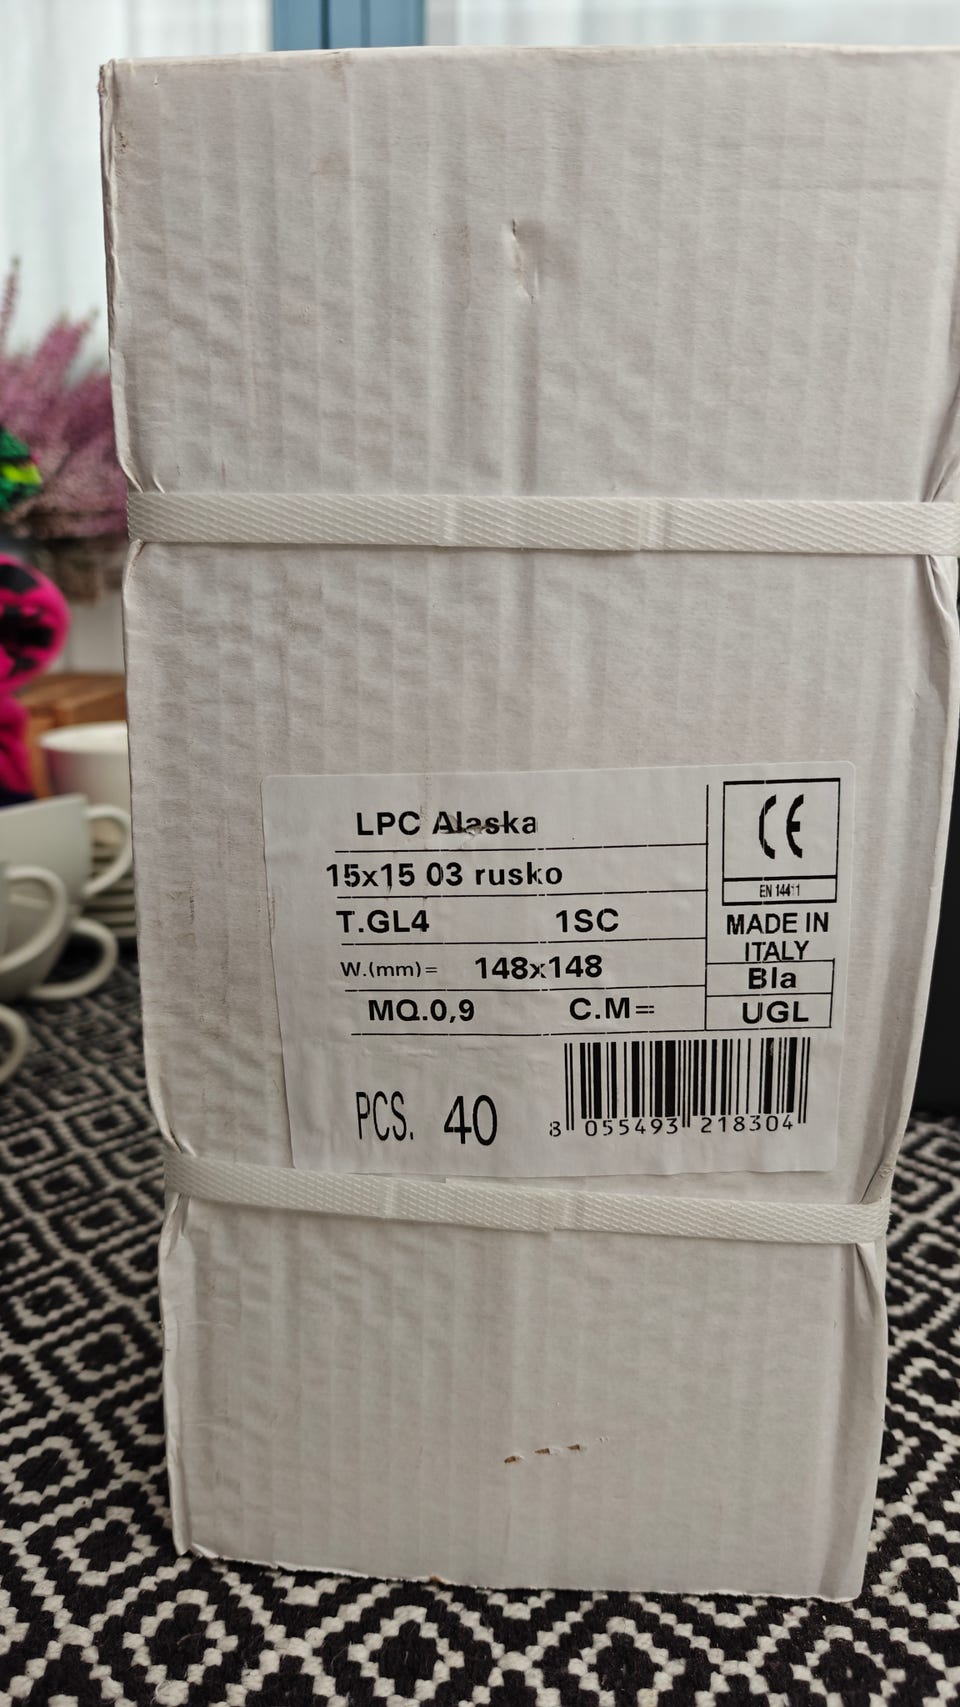 LPC Alaska
15x15 03 rusko
T.GL4 1SC
W.(mm)= 148x148
MQ.0,9 C.M=
PCS. 40
CE
EN 14411
MADE IN
ITALY
BIa
UGL
8 055493 218304